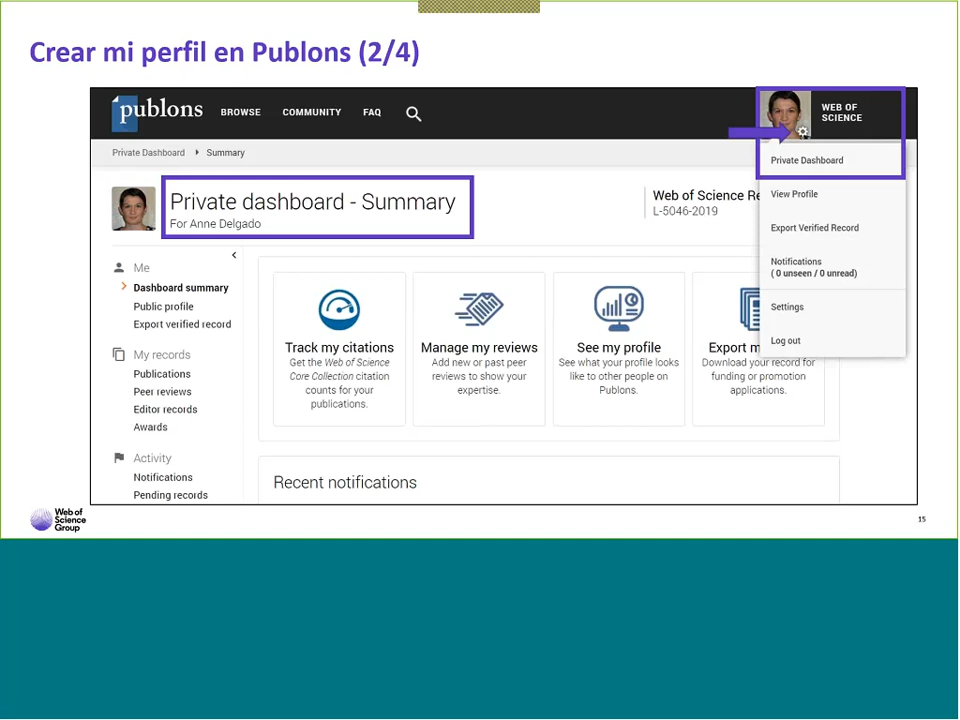 Crear mi perfil en Publons (2/4)
publons
BROWSE
COMMUNITY
FAQ
WEB OF
SCIENCE
Private Dashboard
Summary
Private dashboard - Summary
For Anne Delgado
Web of Science Re
L-5046-2019
Private Dashboard
View Profile
Export Verified Record
Notifications
( 0 unseen / 0 unread)
Settings
Log out
Me
Dashboard summary
Public profile
Export verified record
My records
Publications
Peer reviews
Editor records
Awards
Activity
Notifications
Pending records
Track my citations
Get the Web of Science
Core Collection citation
counts for your
publications.
Manage my reviews
Add new or past peer
reviews to show your
expertise.
See my profile
See what your profile looks
like to other people on
Publons.
Export m
Download your record for
funding or promotion
applications.
Recent notifications
Web of
Science
Group
15